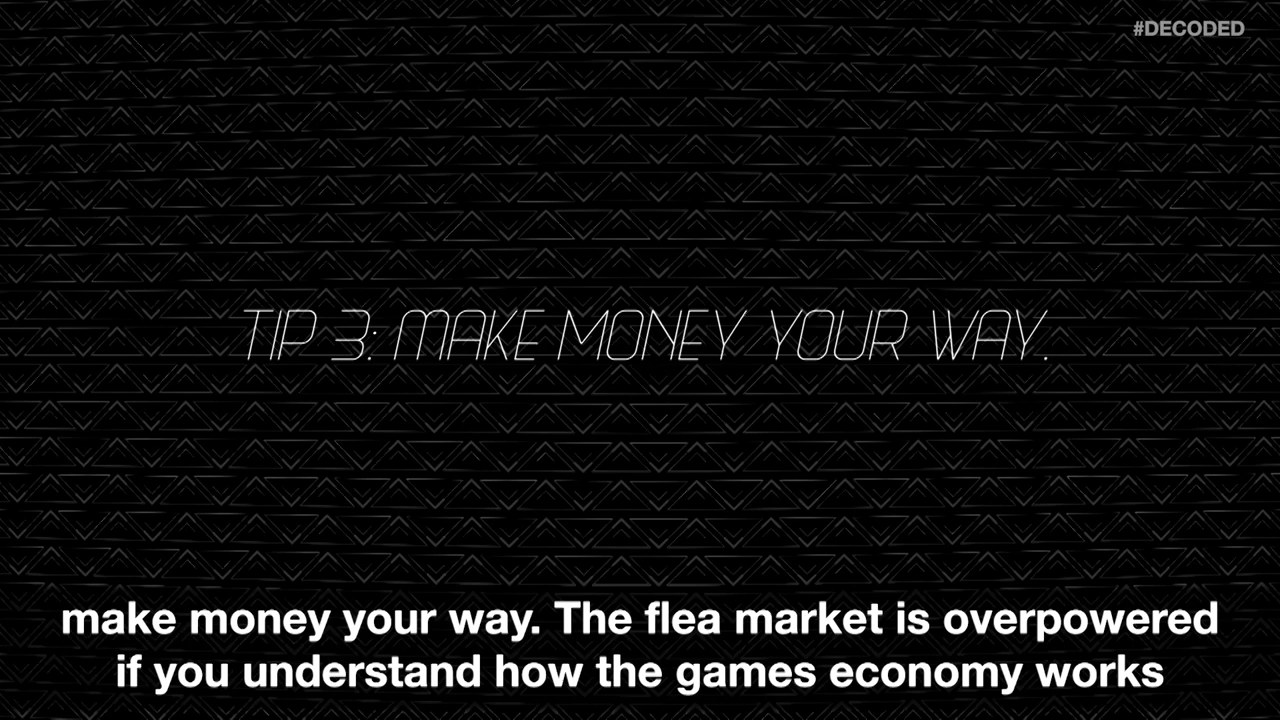 #DECODED
TIP 3: MAKE MONEY YOUR WAY.
make money your way. The flea market is overpowered
if you understand how the games economy works